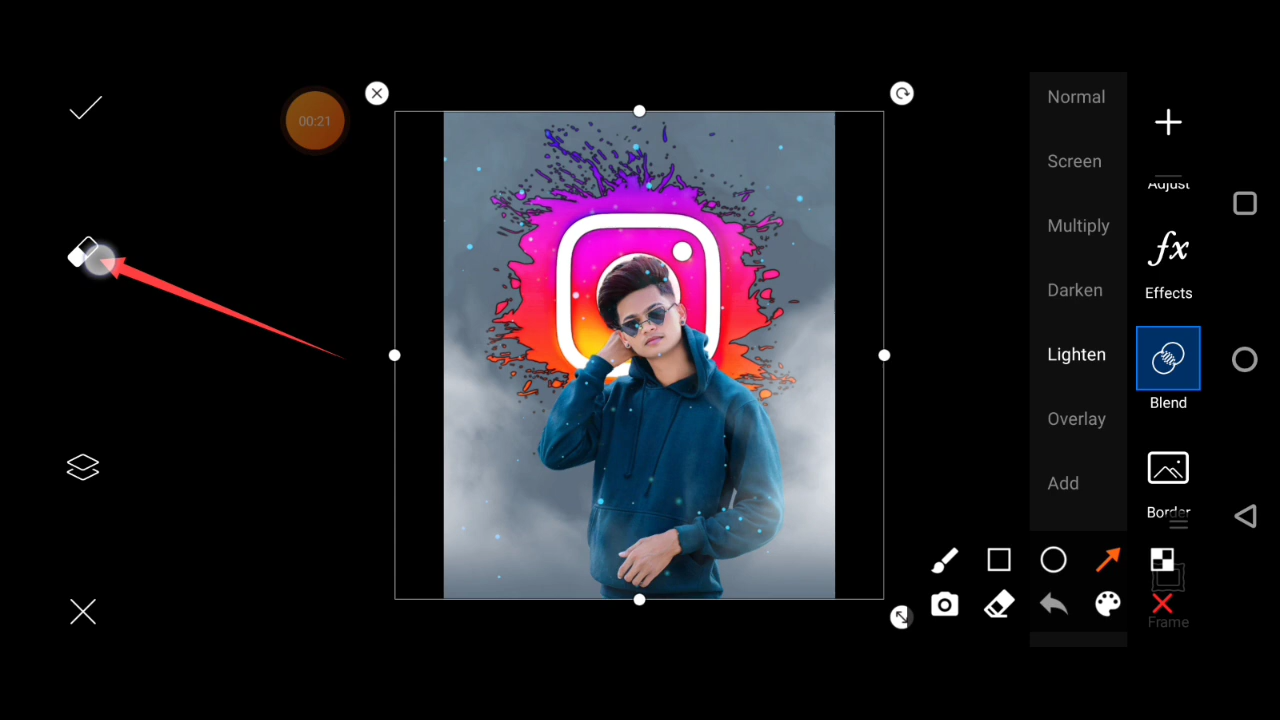 00:21
Normal
Screen
Multiply
Darken
Lighten
Overlay
Add
Adjust
Effects
Blend
Border
Frame